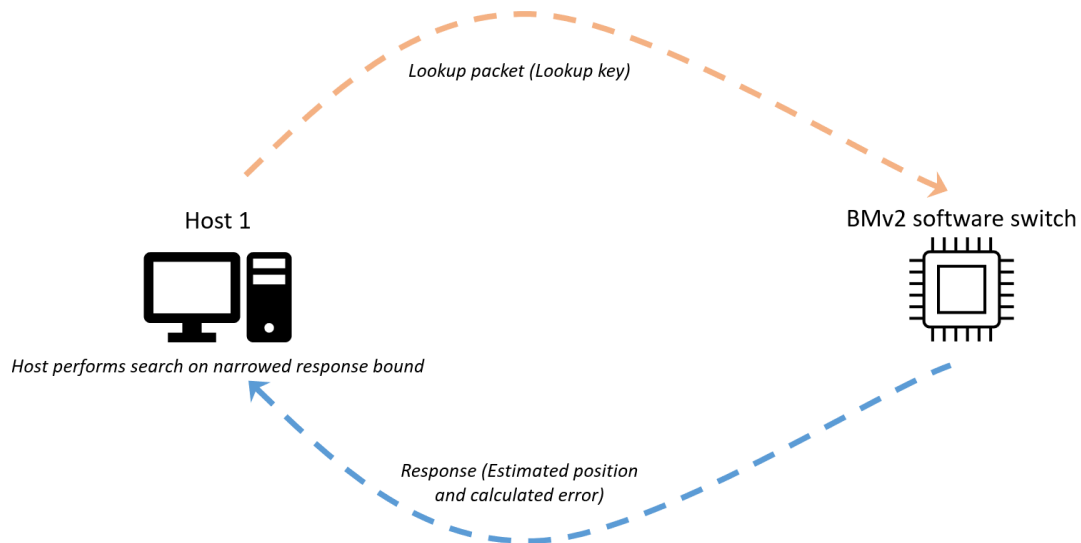 Lookup packet (Lookup key)
Host 1
BMv2 software switch
Host performs search on narrowed response bound
Response (Estimated position
and calculated error)